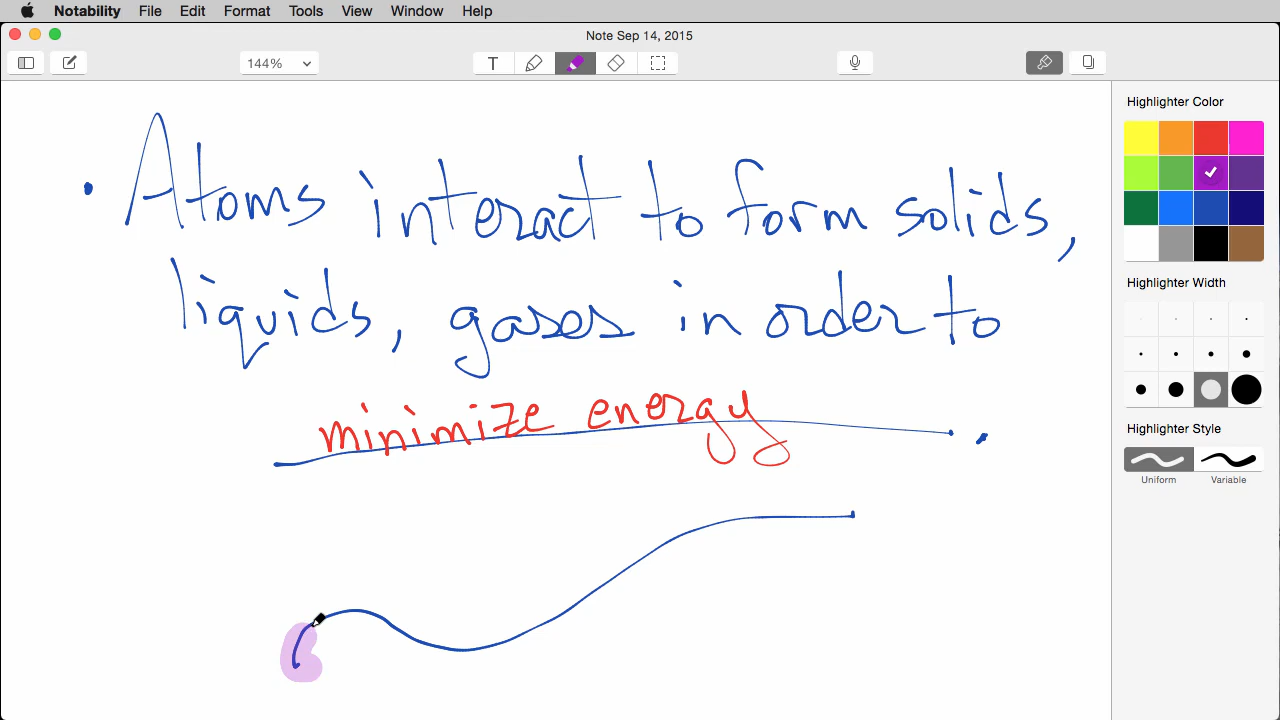 Notability File Edit Format Tools View Window Help
Note Sep 14, 2015
144% T
Highlighter Color
• Atoms interact to form solids,
liquids, gases in order to
minimize energy.
Highlighter Width
Highlighter Style
Uniform Variable